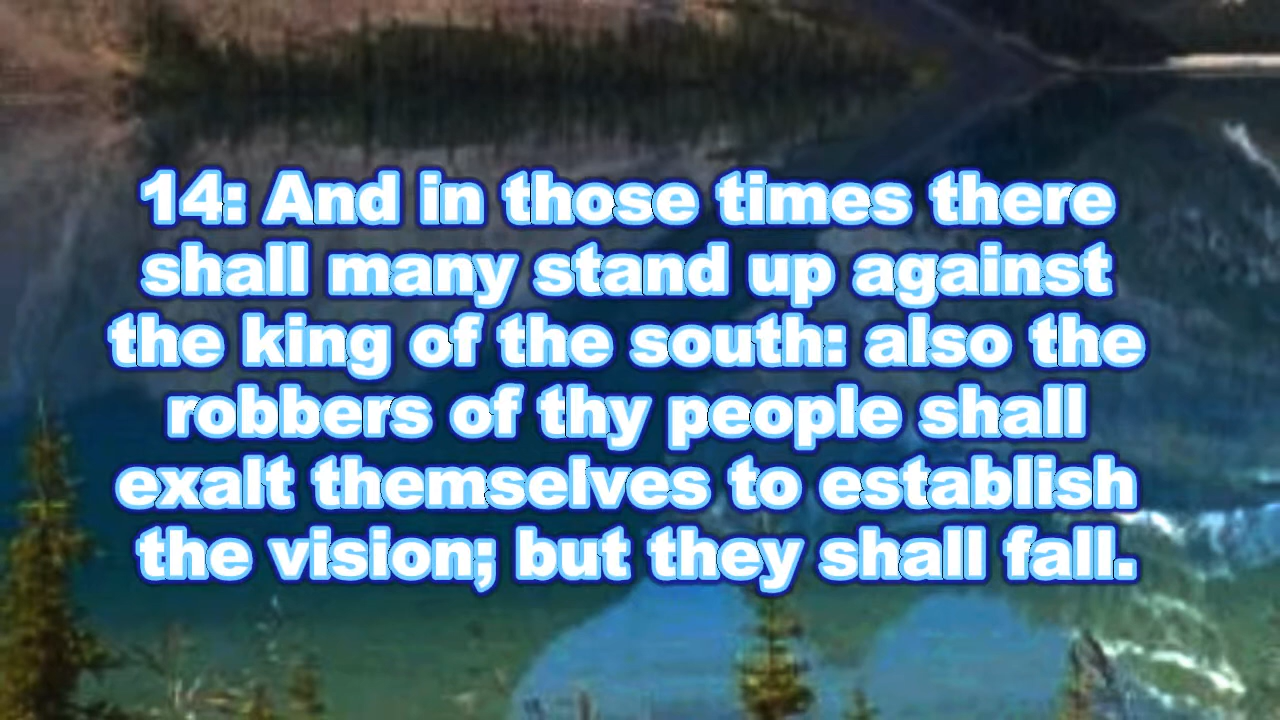 14: And in those times there
shall many stand up against
the king of the south: also the
robbers of thy people shall
exalt themselves to establish
the vision; but they shall fall.